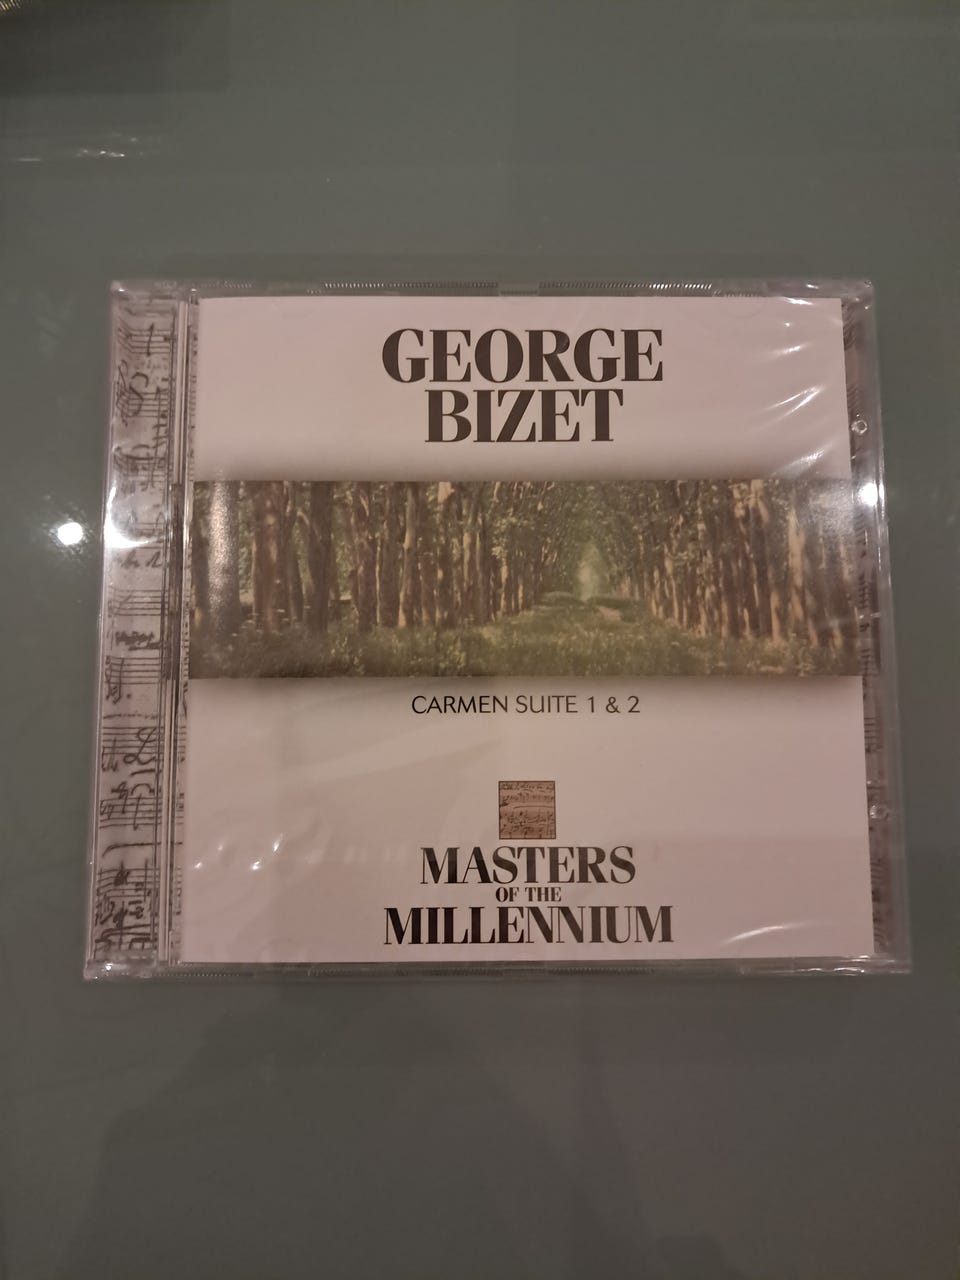 GEORGE
BIZET
CARMEN SUITE 1 & 2
MASTERS
OF THE
MILLENNIUM